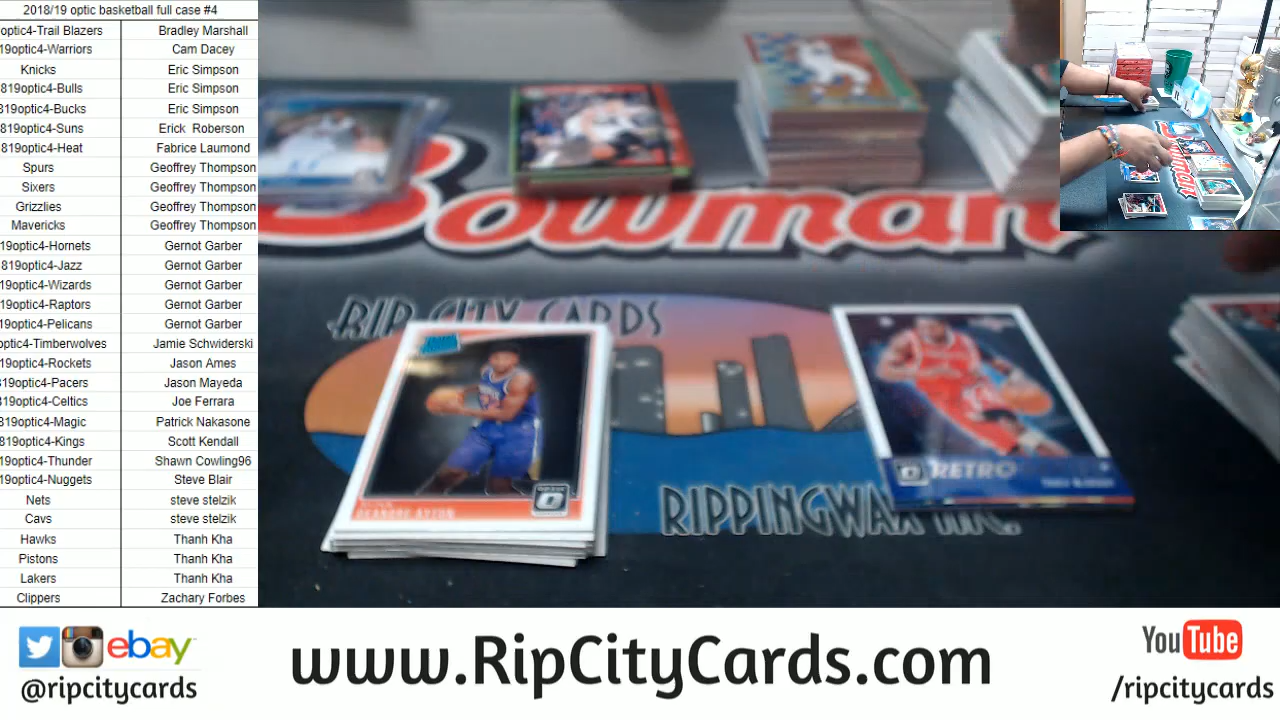 2018/19 optic basketball full case #4
optic4-Trail Blazers Bradley Marshall
19optic4-Warriors Cam Dacey
Knicks Eric Simpson
819optic4-Bulls Eric Simpson
819optic4-Bucks Eric Simpson
819optic4-Suns Erick Roberson
819optic4-Heat Fabrice Laumond
Spurs Geoffrey Thompson
Sixers Geoffrey Thompson
Grizzlies Geoffrey Thompson
Mavericks Geoffrey Thompson
19optic4-Hornets Gernot Garber
819optic4-Jazz Gernot Garber
19optic4-Wizards Gernot Garber
19optic4-Raptors Gernot Garber
19optic4-Pelicans Gernot Garber
optic4-Timberwolves Jamie Schwiderski
19optic4-Rockets Jason Ames
819optic4-Pacers Jason Mayeda
819optic4-Celtics Joe Ferrara
819optic4-Magic Patrick Nakasone
819optic4-Kings Scott Kendall
19optic4-Thunder Shawn Cowling96
19optic4-Nuggets Steve Blair
Nets steve stelzik
Cavs steve stelzik
Hawks Thanh Kha
Pistons Thanh Kha
Lakers Thanh Kha
Clippers Zachary Forbes
Bowman
RIP CITY CARDS
RETRO
DEANDRE AYTON
OPTIC
RIPPINGWAX INC.
ebay
@ripcitycards
www.RipCityCards.com
YouTube
/ripcitycards